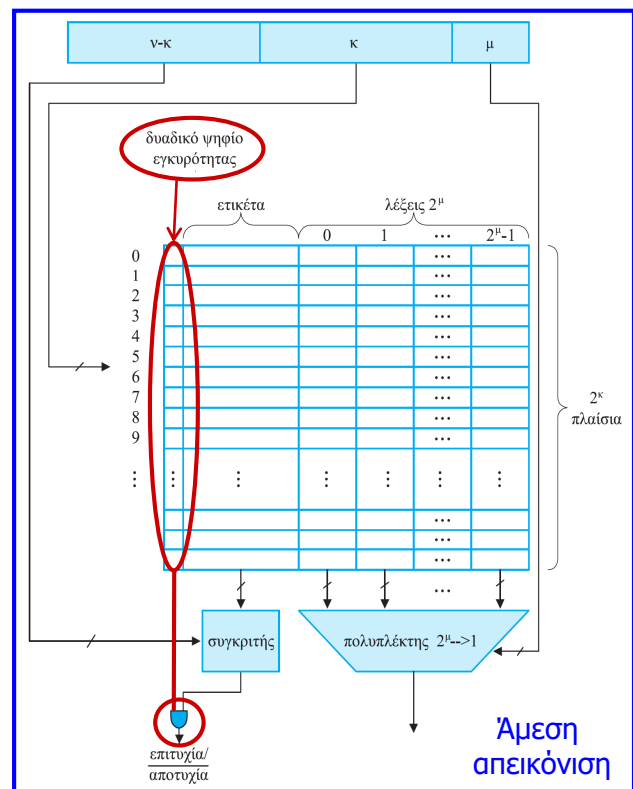 ν-κ κ μ
δυαδικό ψηφίο
εγκυρότητας
ετικέτα λέξεις 2^μ
0 1 ... 2^μ-1
0 ...
1 ...
2 ...
3 ...
4 ...
5 ...
6 ...
7 ...
8 ...
9 ...
2^κ
πλαίσια
⋮ ⋮ ⋮ ⋮ ⋮ ⋮ ⋮
...
...
...
...
συγκριτής πολυπλέκτης 2^μ-->1
επιτυχία/
αποτυχία
Άμεση
απεικόνιση